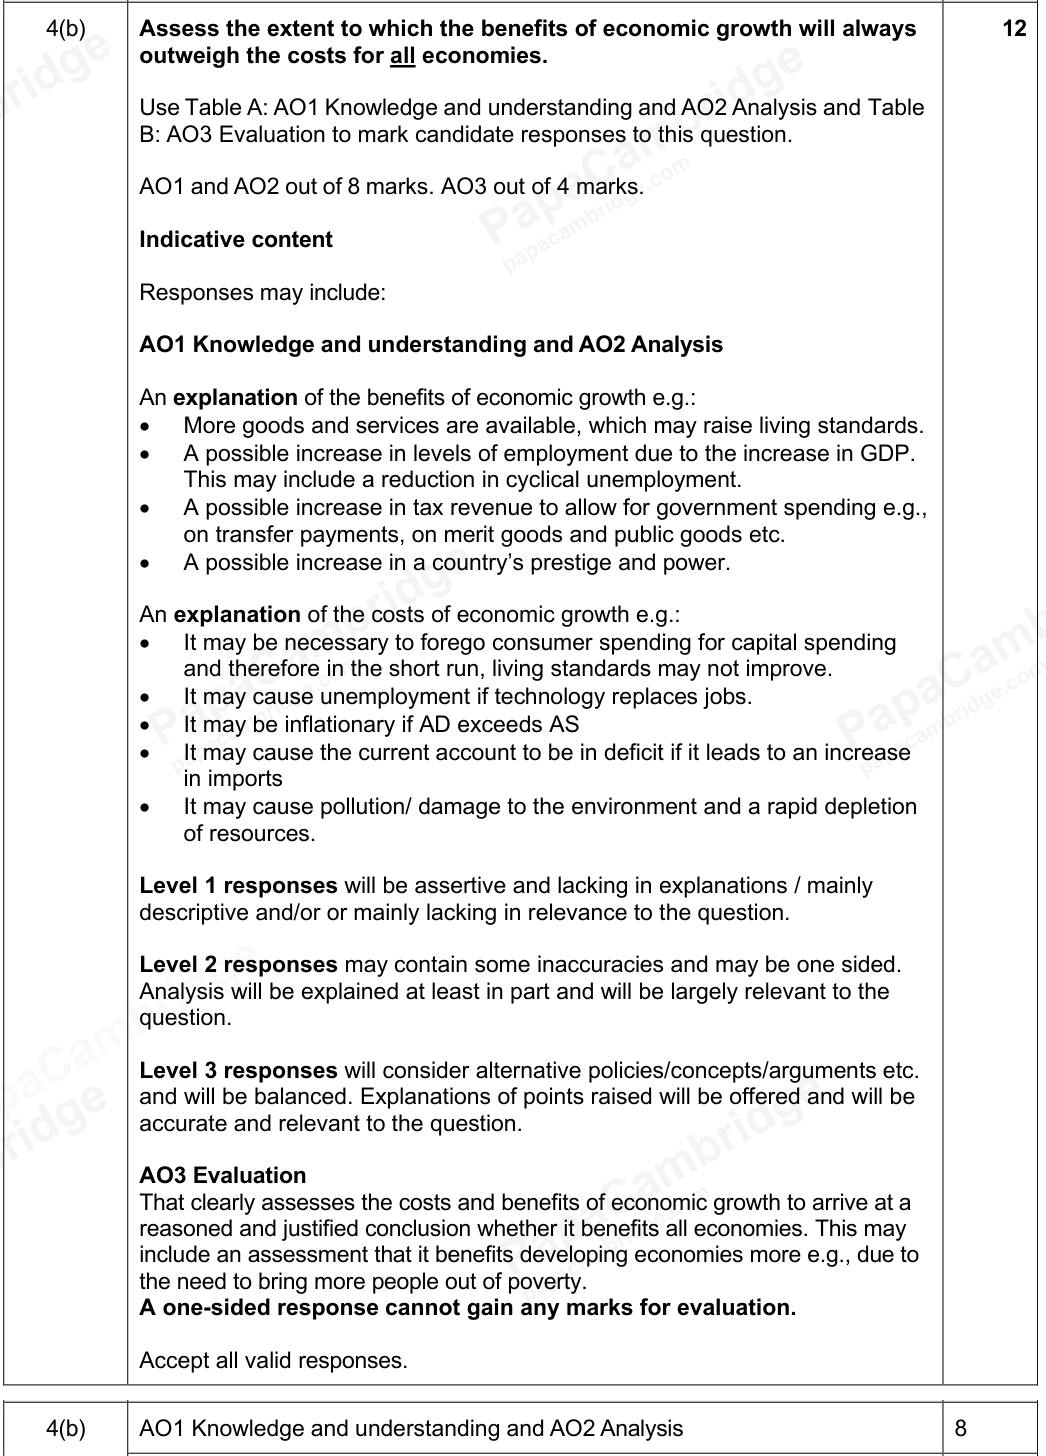 4(b)
Assess the extent to which the benefits of economic growth will always
outweigh the costs for all economies.
12
Use Table A: AO1 Knowledge and understanding and AO2 Analysis and Table
B: AO3 Evaluation to mark candidate responses to this question.
AO1 and AO2 out of 8 marks. AO3 out of 4 marks.
Indicative content
Responses may include:
AO1 Knowledge and understanding and AO2 Analysis
An explanation of the benefits of economic growth e.g.:
• More goods and services are available, which may raise living standards.
• A possible increase in levels of employment due to the increase in GDP.
This may include a reduction in cyclical unemployment.
• A possible increase in tax revenue to allow for government spending e.g.,
on transfer payments, on merit goods and public goods etc.
• A possible increase in a country’s prestige and power.
An explanation of the costs of economic growth e.g.:
• It may be necessary to forego consumer spending for capital spending
and therefore in the short run, living standards may not improve.
• It may cause unemployment if technology replaces jobs.
• It may be inflationary if AD exceeds AS
• It may cause the current account to be in deficit if it leads to an increase
in imports
• It may cause pollution/ damage to the environment and a rapid depletion
of resources.
Level 1 responses will be assertive and lacking in explanations / mainly
descriptive and/or or mainly lacking in relevance to the question.
Level 2 responses may contain some inaccuracies and may be one sided.
Analysis will be explained at least in part and will be largely relevant to the
question.
Level 3 responses will consider alternative policies/concepts/arguments etc.
and will be balanced. Explanations of points raised will be offered and will be
accurate and relevant to the question.
AO3 Evaluation
That clearly assesses the costs and benefits of economic growth to arrive at a
reasoned and justified conclusion whether it benefits all economies. This may
include an assessment that it benefits developing economies more e.g., due to
the need to bring more people out of poverty.
A one-sided response cannot gain any marks for evaluation.
Accept all valid responses.
4(b)
AO1 Knowledge and understanding and AO2 Analysis
8